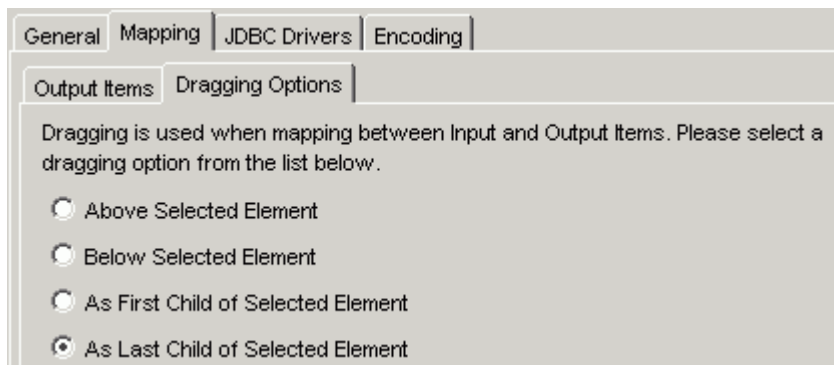 General Mapping JDBC Drivers Encoding
Output Items Dragging Options
Dragging is used when mapping between Input and Output Items. Please select a
dragging option from the list below.
Above Selected Element
Below Selected Element
As First Child of Selected Element
As Last Child of Selected Element